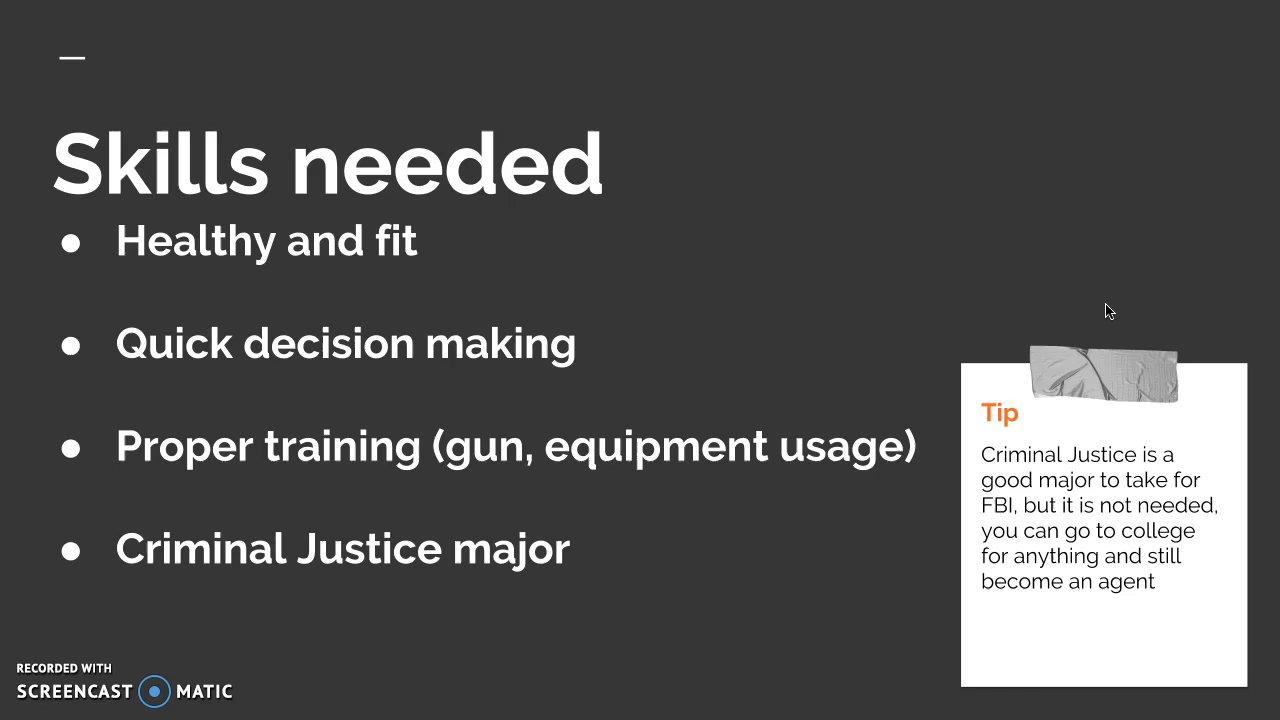 Skills needed
● Healthy and fit
● Quick decision making
● Proper training (gun, equipment usage)
● Criminal Justice major
Tip
Criminal Justice is a
good major to take for
FBI, but it is not needed,
you can go to college
for anything and still
become an agent
RECORDED WITH
SCREENCAST MATIC